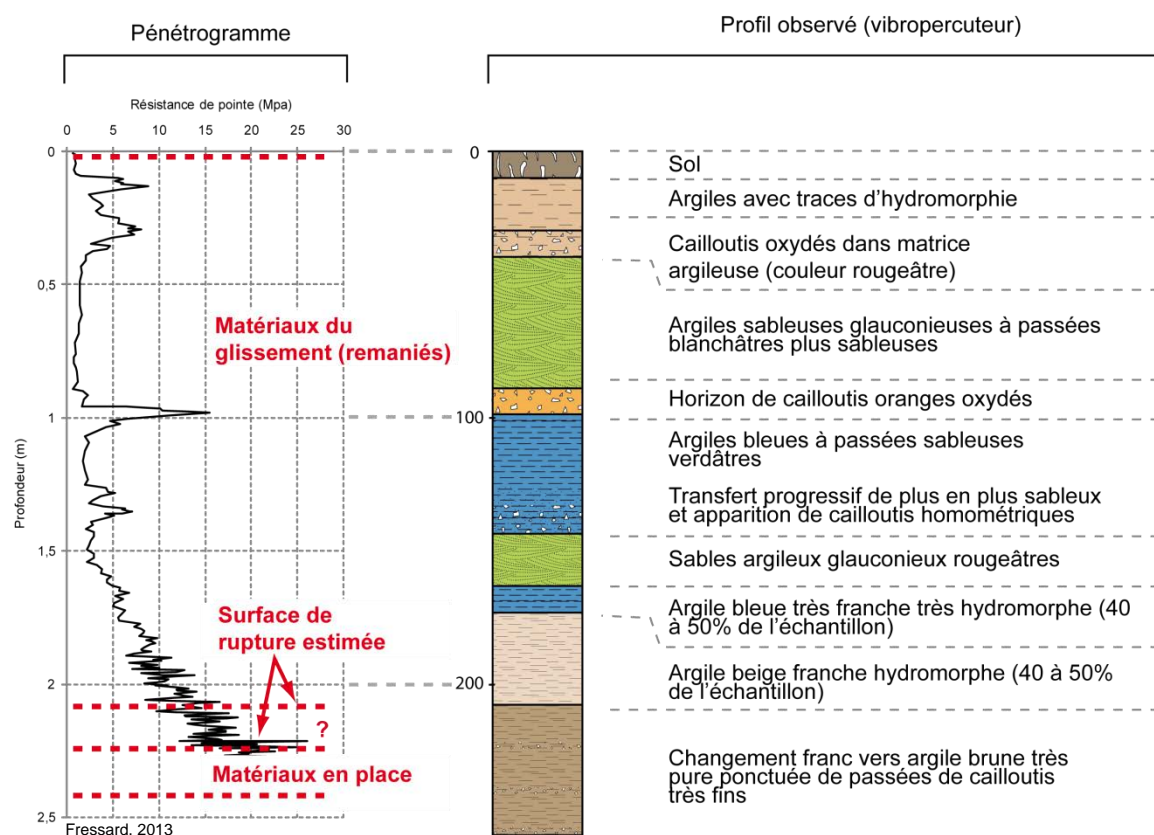 Pénétrogramme
Profil observé (vibropercuteur)
Résistance de pointe (Mpa)
0 5 10 15 20 25 30
Profondeur (m)
0
0,5
1
1,5
2
2,5
Matériaux du
glissement (remaniés)
Surface de
rupture estimée
?
Matériaux en place
Fressard, 2013
0
100
200
Sol
Argiles avec traces d'hydromorphie
Cailloutis oxydés dans matrice
argileuse (couleur rougeâtre)
Argiles sableuses glauconieuses à passées
blanchâtres plus sableuses
Horizon de cailloutis oranges oxydés
Argiles bleues à passées sableuses
verdâtres
Transfert progressif de plus en plus sableux
et apparition de cailloutis homométriques
Sables argileux glauconieux rougeâtres
Argile bleue très franche très hydromorphe (40
à 50% de l'échantillon)
Argile beige franche hydromorphe (40 à 50%
de l'échantillon)
Changement franc vers argile brune très
pure ponctuée de passées de cailloutis
très fins